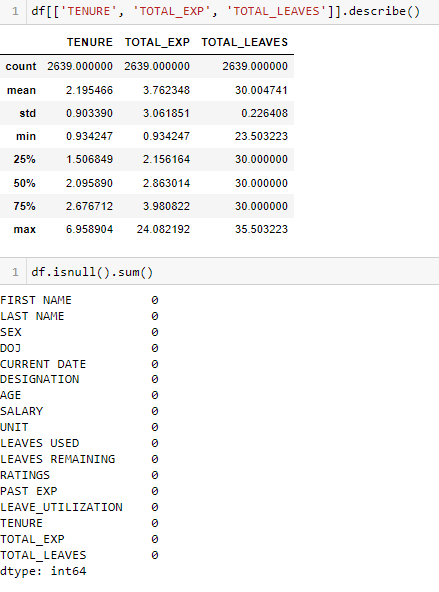 1 df[['TENURE', 'TOTAL_EXP', 'TOTAL_LEAVES']].describe()
TENURE TOTAL_EXP TOTAL_LEAVES
count 2639.000000 2639.000000 2639.000000
mean 2.195466 3.762348 30.004741
std 0.903390 3.061851 0.226408
min 0.934247 0.934247 23.503223
25% 1.506849 2.156164 30.000000
50% 2.095890 2.863014 30.000000
75% 2.676712 3.980822 30.000000
max 6.958904 24.082192 35.503223
1 df.isnull().sum()
FIRST NAME 0
LAST NAME 0
SEX 0
DOJ 0
CURRENT DATE 0
DESIGNATION 0
AGE 0
SALARY 0
UNIT 0
LEAVES USED 0
LEAVES REMAINING 0
RATINGS 0
PAST EXP 0
LEAVE_UTILIZATION 0
TENURE 0
TOTAL_EXP 0
TOTAL_LEAVES 0
dtype: int64